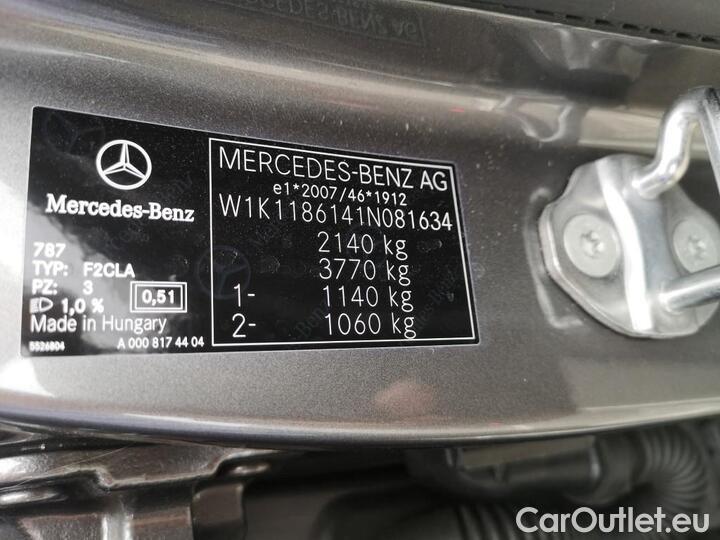 Mercedes-Benz
787
TYP: F2CLA
PZ: 3
1,0 % 0,51
Made in Hungary
5526804 A 000 817 44 04
MERCEDES-BENZ AG
e1*2007/46*1912
W1K1186141N081634
2140 kg
3770 kg
1- 1140 kg
2- 1060 kg
CarOutlet.eu